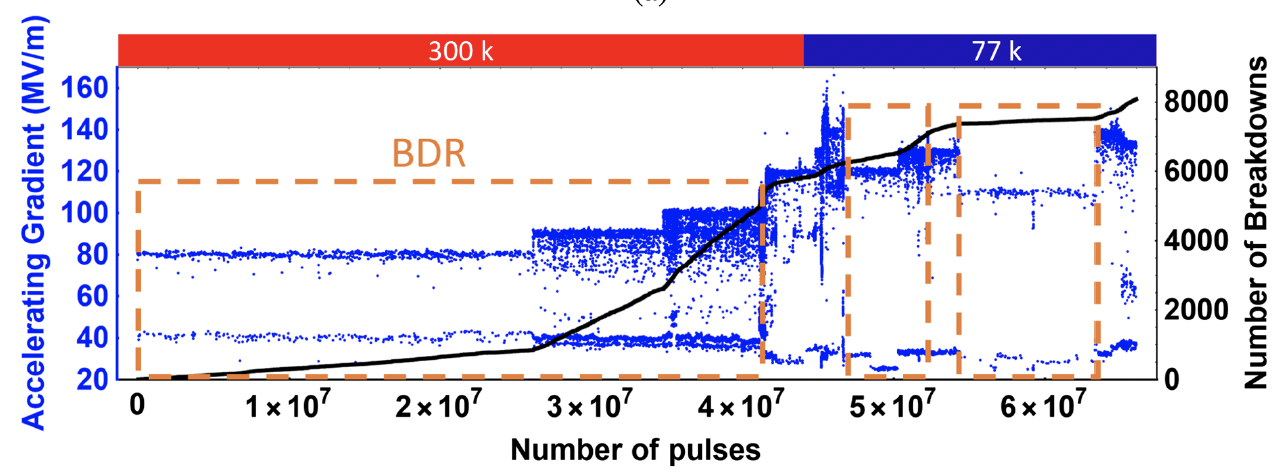 (a)
300 k
77 k
Accelerating Gradient (MV/m)
160
140
120
100
80
60
40
20
BDR
8000
6000
4000
2000
0
Number of Breakdowns
0
1×10⁷
2×10⁷
3×10⁷
4×10⁷
5×10⁷
6×10⁷
Number of pulses